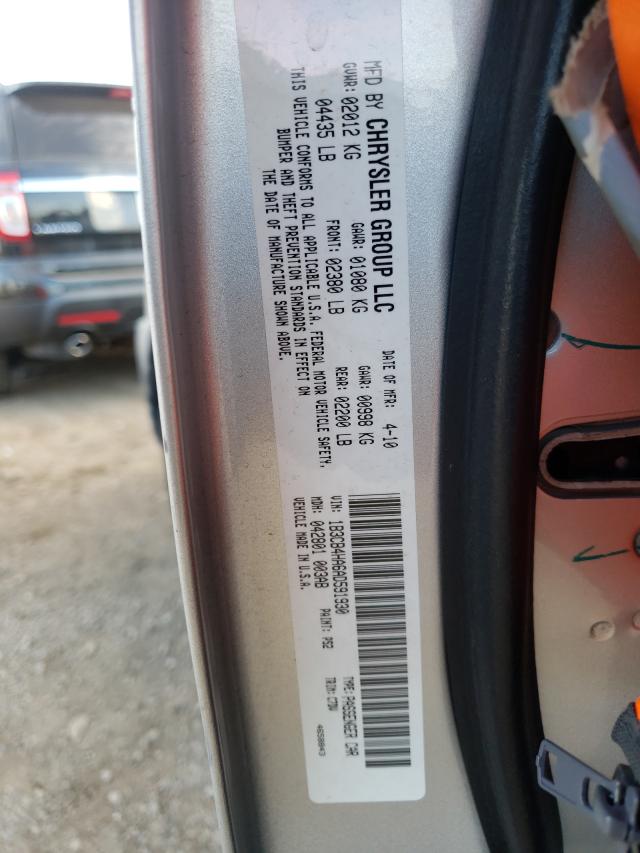 MFD BY CHRYSLER GROUP LLC DATE OF MFR: 4-10
GVWR: 02012 KG GAWR: 01080 KG GAWR: 00998 KG
04435 LB FRONT: 02380 LB REAR: 02200 LB
THIS VEHICLE CONFORMS TO ALL APPLICABLE U.S.A. FEDERAL MOTOR VEHICLE SAFETY,
BUMPER AND THEFT PREVENTION STANDARDS IN EFFECT ON
THE DATE OF MANUFACTURE SHOWN ABOVE.
VIN: 1B3CB4HA6AD591930 TYPE: PASSENGER CAR
MDH: 042801 003AB PAINT: PS2 TRIM:
VEHICLE MADE IN U.S.A.